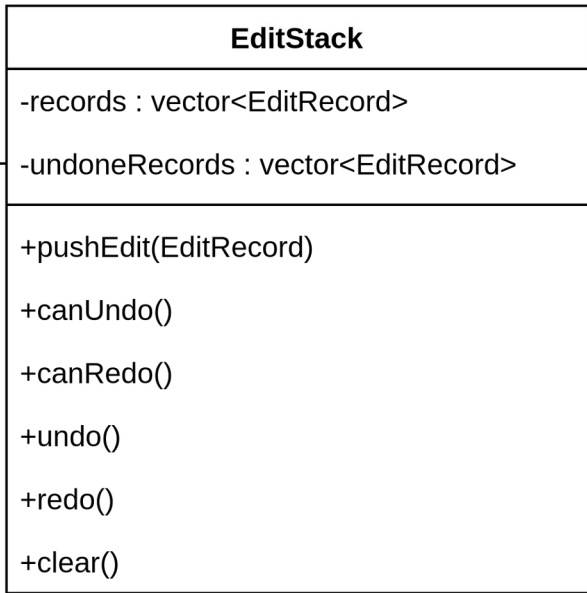 EditStack
-records : vector<EditRecord>
-undoneRecords : vector<EditRecord>
+pushEdit(EditRecord)
+canUndo()
+canRedo()
+undo()
+redo()
+clear()